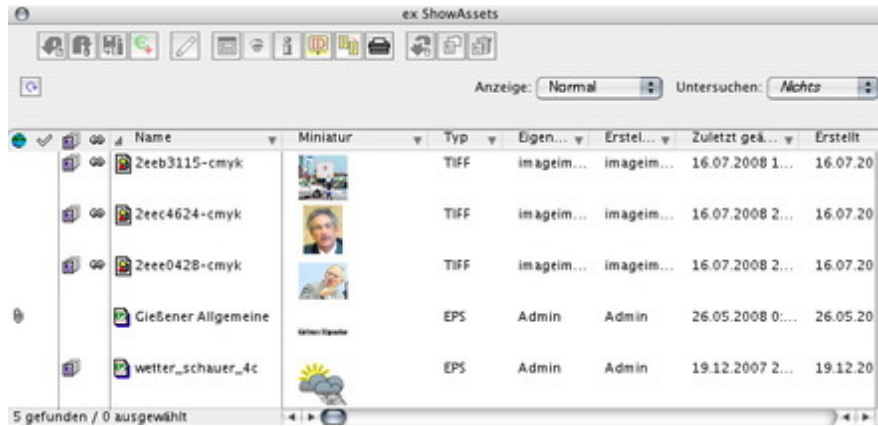 ex ShowAssets
Anzeige: Normal Untersuchen: Nichts
Name Miniatur Typ Eigen... Erstel... Zuletzt geä... Erstellt
2eeb3115-cmyk TIFF imageim... imageim... 16.07.2008 1... 16.07.20
2eec4624-cmyk TIFF imageim... imageim... 16.07.2008 2... 16.07.20
2eee0428-cmyk TIFF imageim... imageim... 16.07.2008 2... 16.07.20
Gießener Allgemeine EPS Admin Admin 26.05.2008 0:... 26.05.20
wetter_schauer_4c EPS Admin Admin 19.12.2007 2... 19.12.20
5 gefunden / 0 ausgewählt